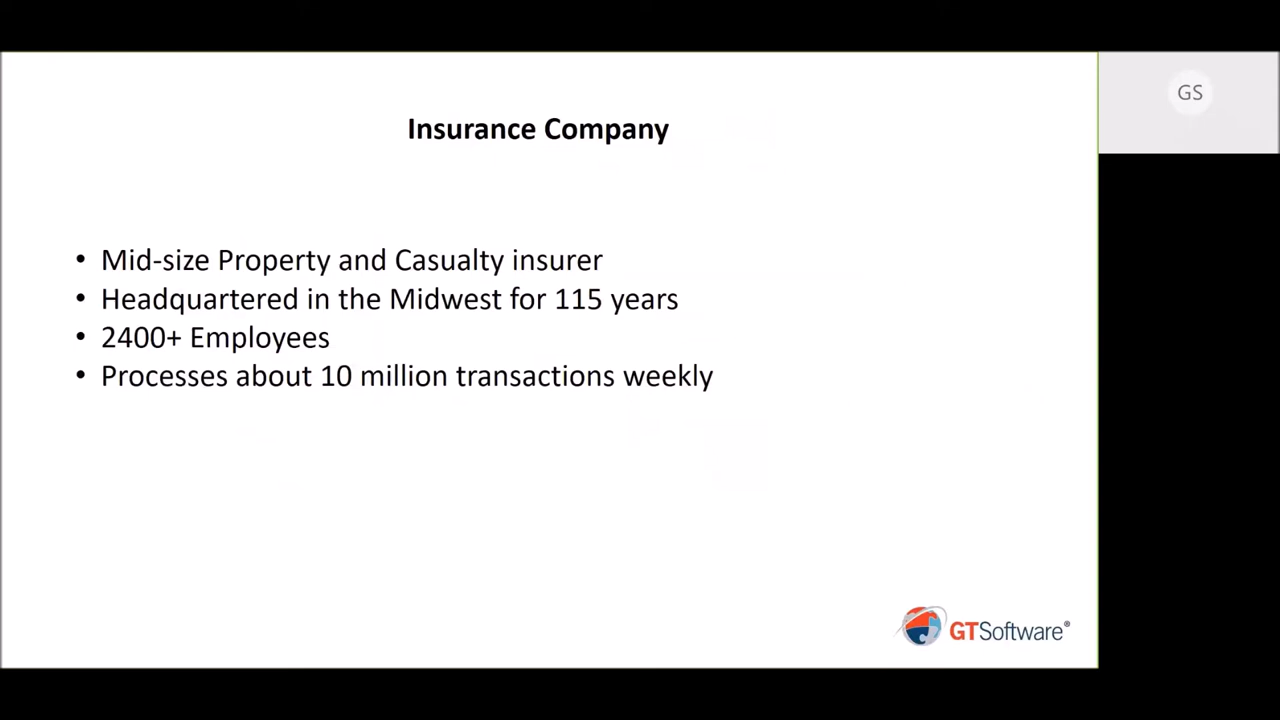 GS
Insurance Company
• Mid-size Property and Casualty insurer
• Headquartered in the Midwest for 115 years
• 2400+ Employees
• Processes about 10 million transactions weekly
GTSoftware®